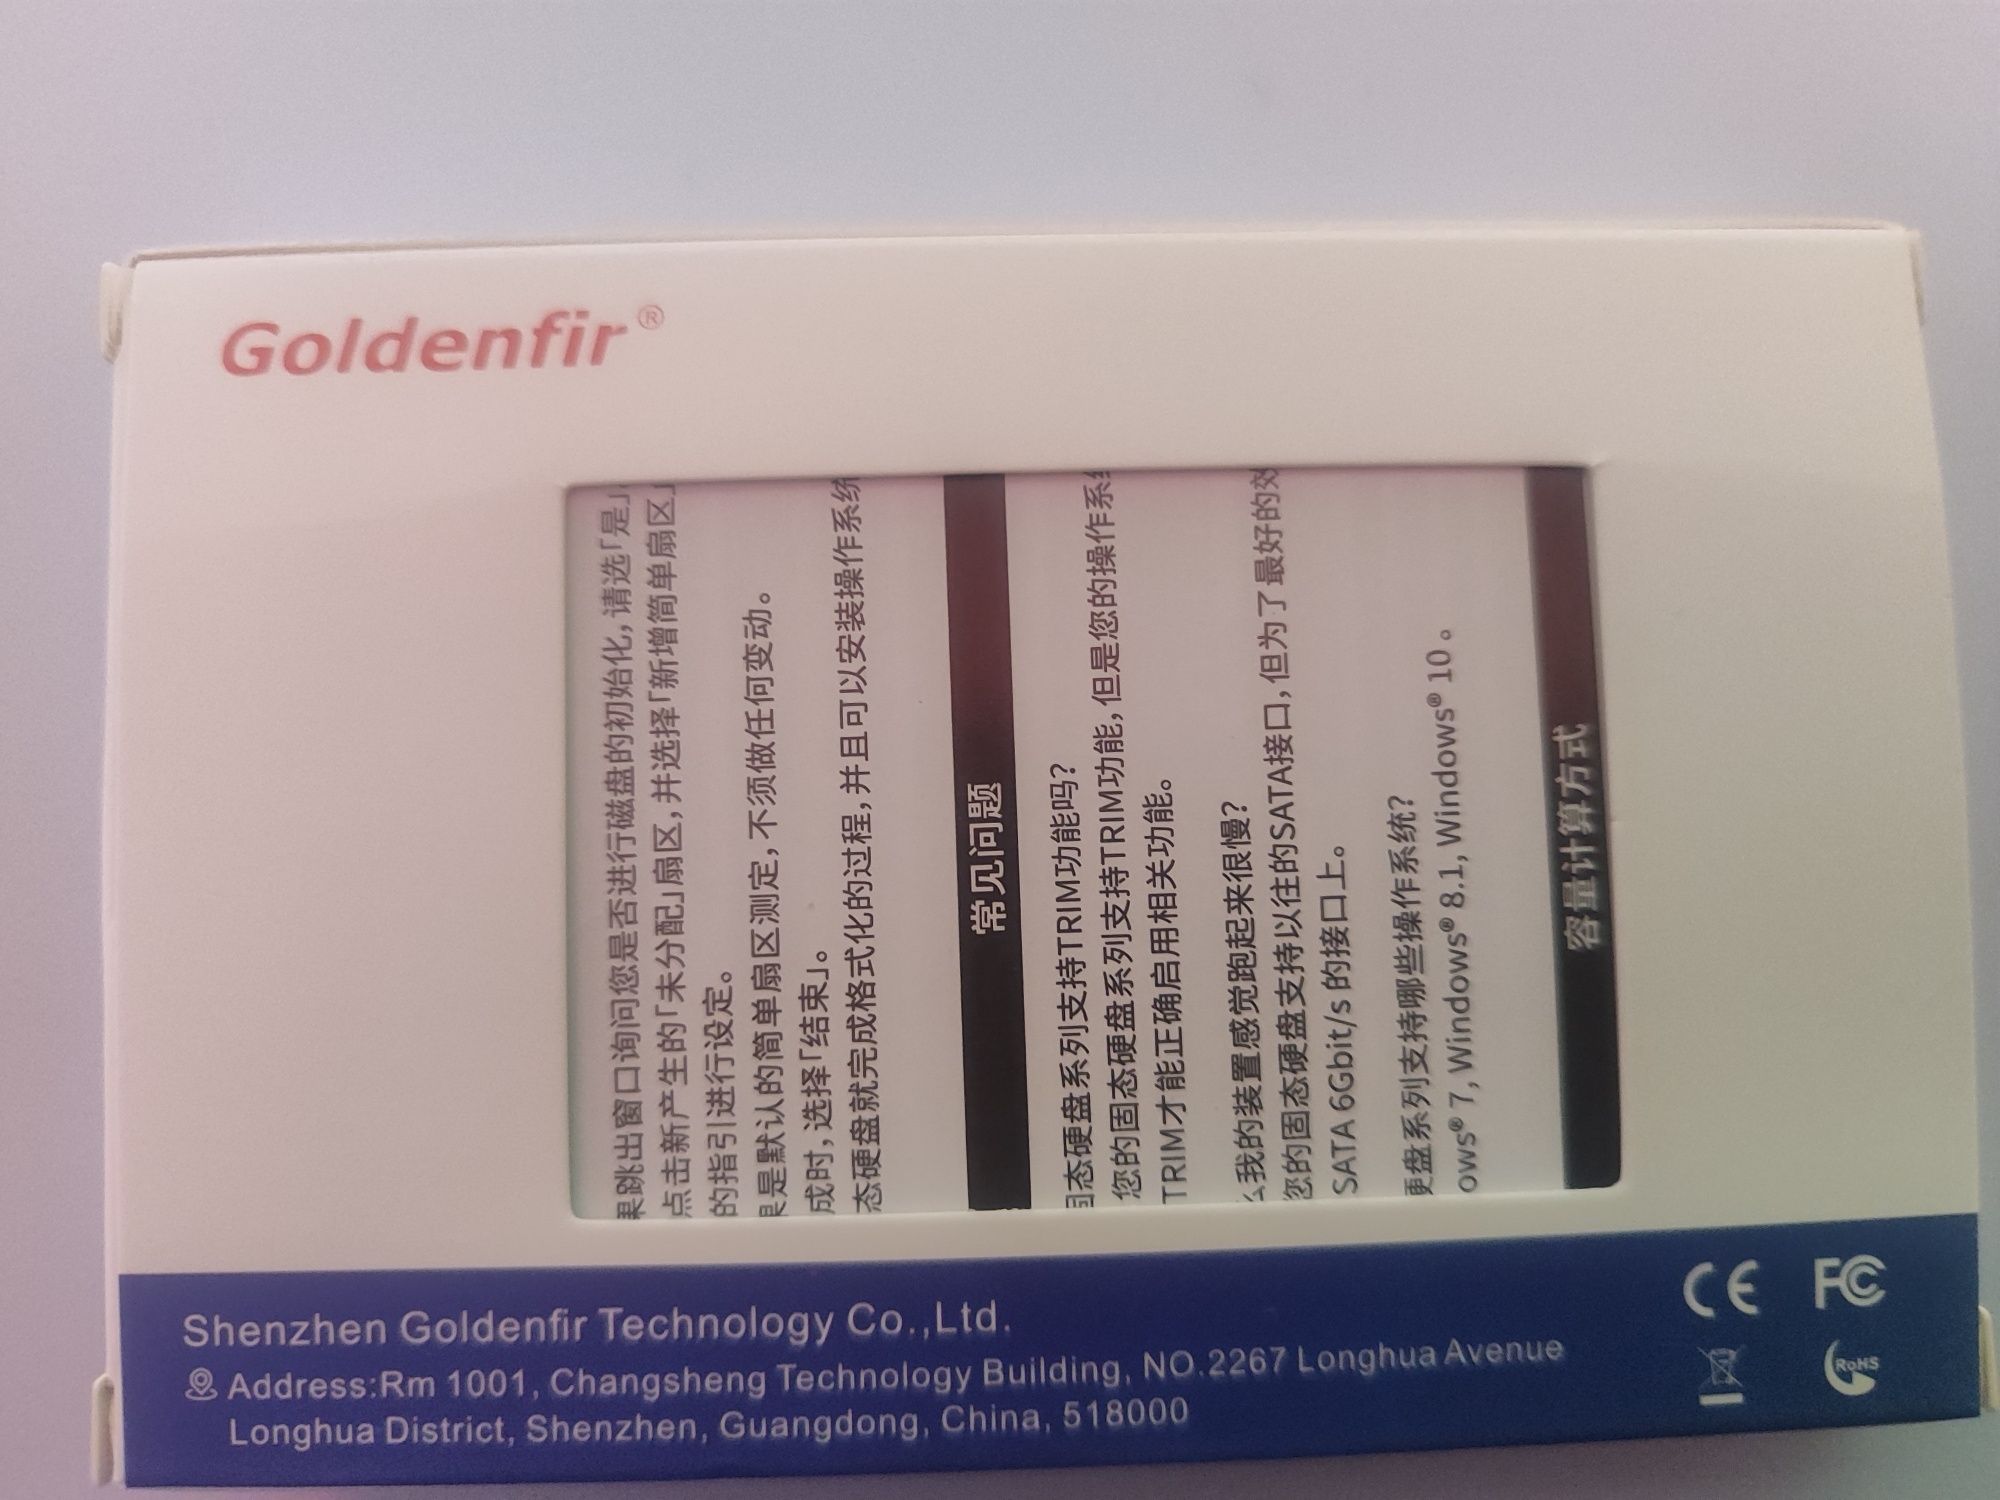 Goldenfir®
跳出窗口询问您是否进行磁盘的初始化,请选「是」
点击新产生的「未分配」扇区,并选择「新增简单扇区」
的指引进行设定。
是默认的简单扇区测定,不须做任何变动。
成时,选择「结束」。
态硬盘就完成格式化的过程,并且可以安装操作系统
常见问题
态硬盘系列支持TRIM功能吗?
您的固态硬盘系列支持TRIM功能,但是您的操作系
TRIM才能正确启用相关功能。
我的装置感觉跑起来很慢?
您的固态硬盘支持以往的SATA接口,但为了最好的效
SATA 6Gbit/s 的接口上。
盘系列支持哪些操作系统?
ows® 7, Windows® 8.1, Windows® 10 。
容量计算方式
Shenzhen Goldenfir Technology Co.,Ltd.
Address:Rm 1001, Changsheng Technology Building, NO.2267 Longhua Avenue
Longhua District, Shenzhen, Guangdong, China, 518000
CE FC
RoHS